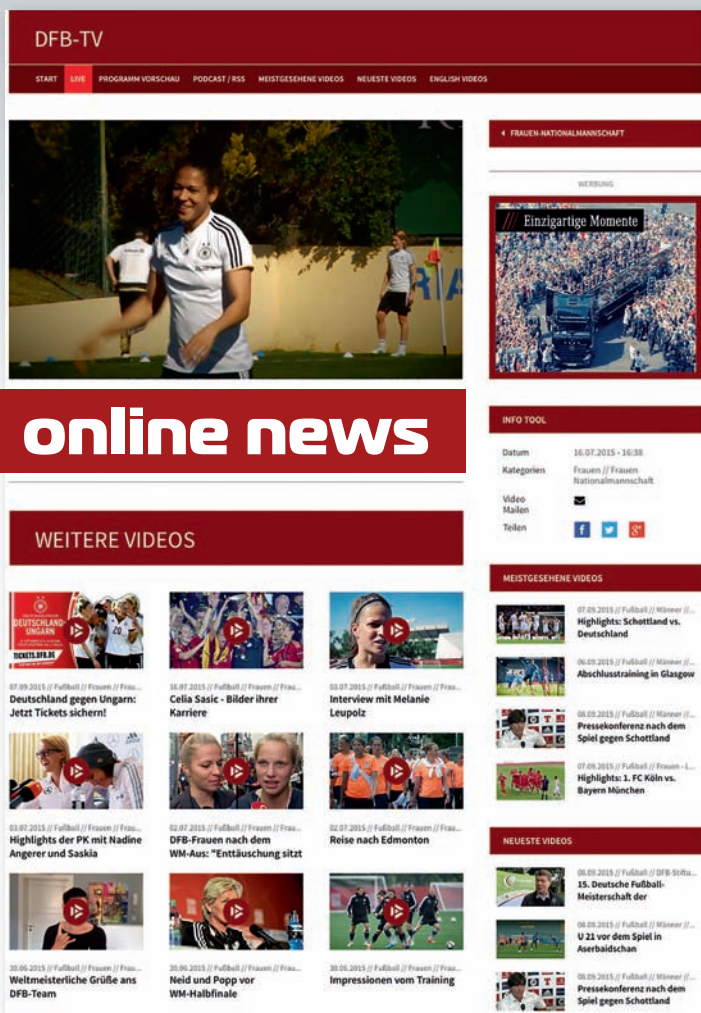 DFB-TV
START LIVE PROGRAMM VORSCHAU PODCAST / RSS MEISTGESEHENE VIDEOS NEUESTE VIDEOS ENGLISH VIDEOS
FRAUEN-NATIONALMANNSCHAFT
WERBUNG
/// Einzigartige Momente
online news
INFO TOOL
Datum 16.07.2015 - 16:38
Kategorien Frauen // Frauen
Nationalmannschaft
Video
Mailen
Teilen
WEITERE VIDEOS
DEUTSCHLAND-
UNGARN
TICKETS.DFB.DE
07.09.2015 // Fußball // Frauen // Frau...
Deutschland gegen Ungarn:
Jetzt Tickets sichern!
16.07.2015 // Fußball // Frauen // Frau...
Celia Sasic - Bilder ihrer
Karriere
03.07.2015 // Fußball // Frauen // Frau...
Interview mit Melanie
Leupolz
03.07.2015 // Fußball // Frauen // Frau...
Highlights der PK mit Nadine
Angerer und Saskia
02.07.2015 // Fußball // Frauen // Frau...
DFB-Frauen nach dem
WM-Aus: "Enttäuschung sitzt
02.07.2015 // Fußball // Frauen // Frau...
Reise nach Edmonton
30.06.2015 // Fußball // Frauen // Frau...
Weltmeisterliche Grüße ans
DFB-Team
30.06.2015 // Fußball // Frauen // Frau...
Neid und Popp vor
WM-Halbfinale
30.06.2015 // Fußball // Frauen // Frau...
Impressionen vom Training
MEISTGESEHENE VIDEOS
07.09.2015 // Fußball // Männer //...
Highlights: Schottland vs.
Deutschland
06.09.2015 // Fußball // Männer //...
Abschlusstraining in Glasgow
08.09.2015 // Fußball // Männer //...
Pressekonferenz nach dem
Spiel gegen Schottland
07.09.2015 // Fußball // Frauen - L...
Highlights: 1. FC Köln vs.
Bayern München
NEUESTE VIDEOS
08.09.2015 // Fußball // DFB-Stiftu...
15. Deutsche Fußball-
Meisterschaft der
08.09.2015 // Fußball // Männer //...
U 21 vor dem Spiel in
Aserbaidschan
08.09.2015 // Fußball // Männer //...
Pressekonferenz nach dem
Spiel gegen Schottland